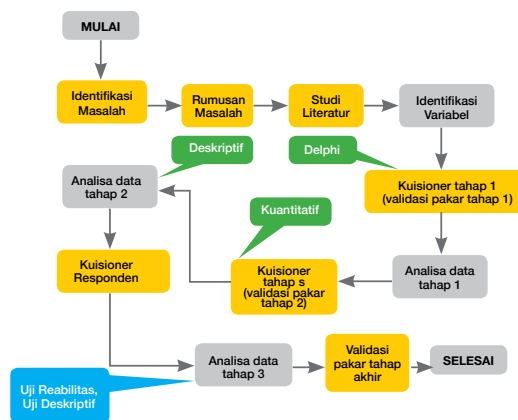 MULAI
Identifikasi
Masalah
Rumusan
Masalah
Studi
Literatur
Identifikasi
Variabel
Deskriptif
Delphi
Analisa data
tahap 2
Kuisioner tahap 1
(validasi pakar tahap 1)
Kuantitatif
Kuisioner
Responden
Kuisioner
tahap s
(validasi pakar
tahap 2)
Analisa data
tahap 1
Analisa data
tahap 3
Validasi
pakar tahap
akhir
SELESAI
Uji Reabilitas,
Uji Deskriptif